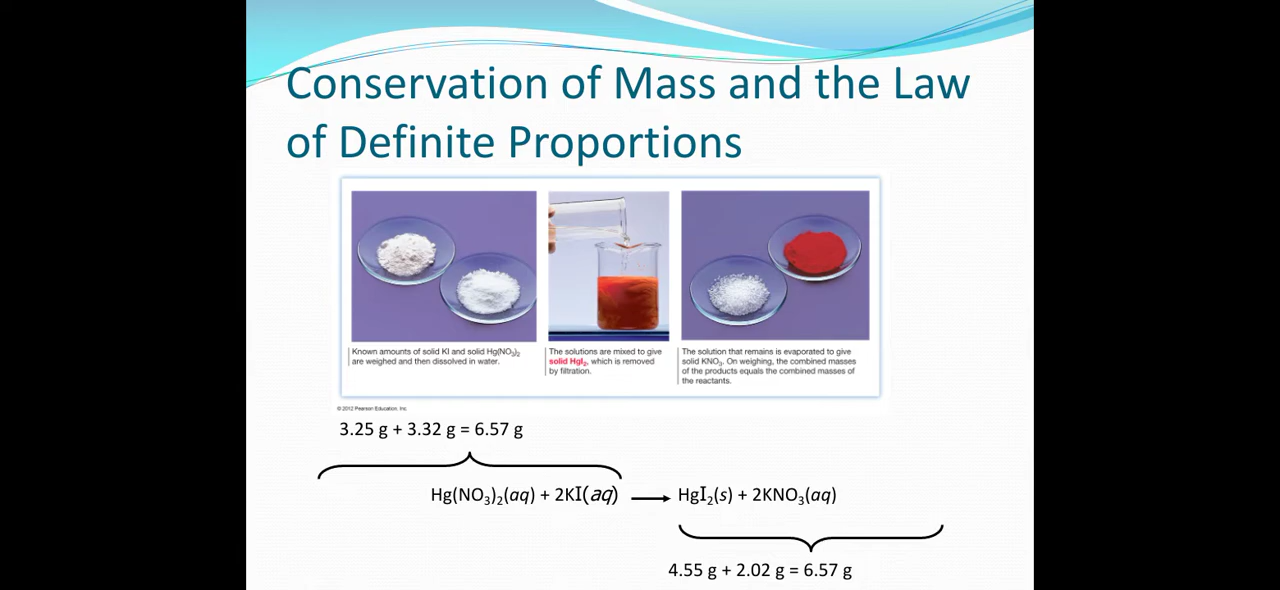 Conservation of Mass and the Law
of Definite Proportions
Known amounts of solid KI and solid Hg(NO₃)₂
are weighed and then dissolved in water.
The solutions are mixed to give
solid HgI₂, which is removed
by filtration.
The solution that remains is evaporated to give
solid KNO₃. On weighing, the combined masses
of the products equals the combined masses of
the reactants.
© 2012 Pearson Education, Inc
3.25 g + 3.32 g = 6.57 g
Hg(NO₃)₂(aq) + 2KI(aq) ⟶ HgI₂(s) + 2KNO₃(aq)
4.55 g + 2.02 g = 6.57 g